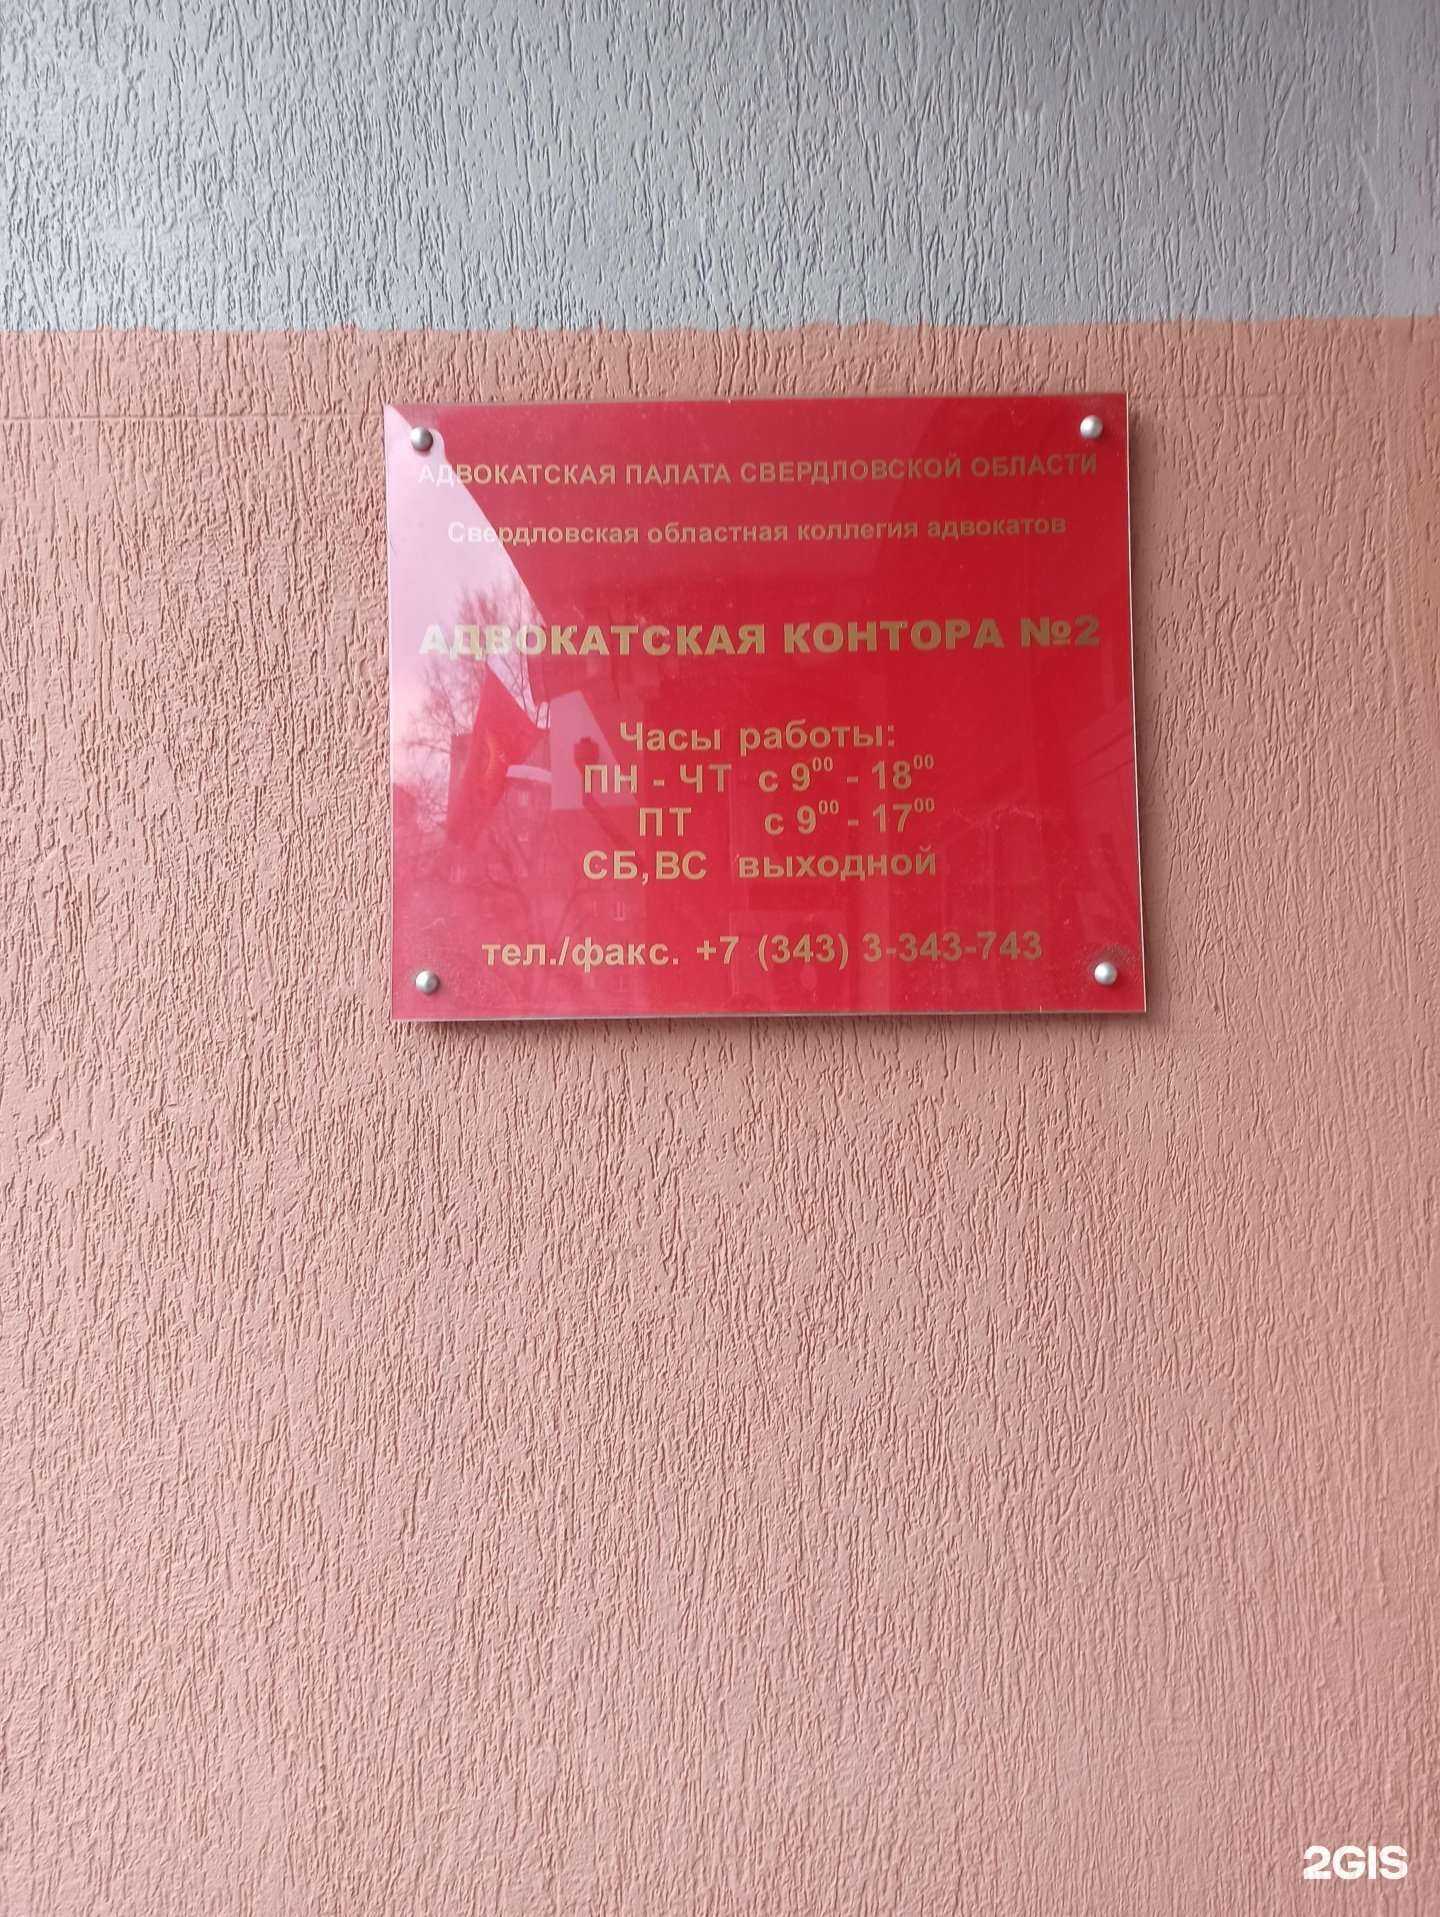 АДВОКАТСКАЯ ПАЛАТА СВЕРДЛОВСКОЙ ОБЛАСТИ
Свердловская областная коллегия адвокатов
АДВОКАТСКАЯ КОНТОРА №2
Часы работы:
ПН - ЧТ с 9⁰⁰ - 18⁰⁰
ПТ с 9⁰⁰ - 17⁰⁰
СБ,ВС выходной
тел./факс. +7 (343) 3-343-743
2GIS